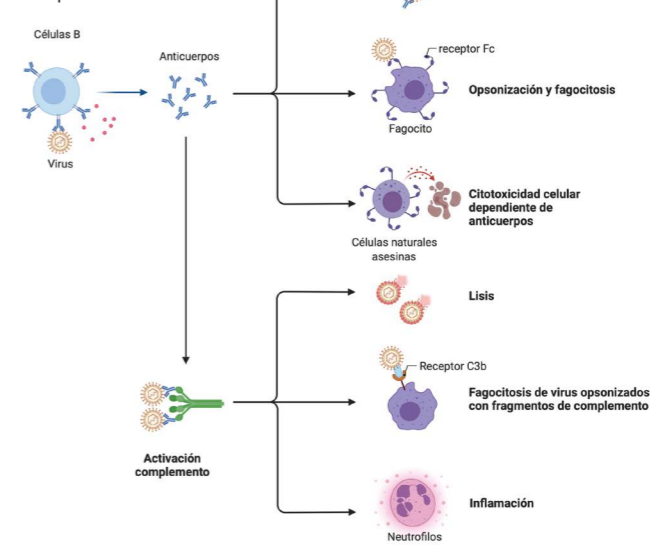 Células B
Anticuerpos
Virus
receptor Fc
Fagocito
Opsonización y fagocitosis
Células naturales
asesinas
Citotoxicidad celular
dependiente de
anticuerpos
Lisis
Receptor C3b
Fagocitosis de virus opsonizados
con fragmentos de complemento
Activación
complemento
Inflamación
Neutrofilos